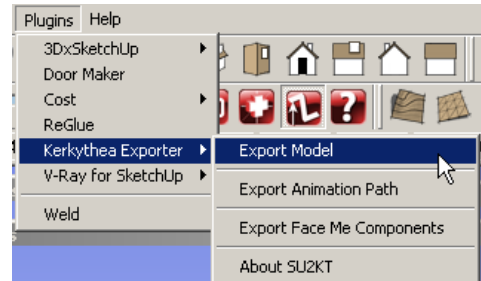 Plugins Help
3DxSketchUp
Door Maker
Cost
ReGlue
Kerkythea Exporter
V-Ray for SketchUp
Weld
Export Model
Export Animation Path
Export Face Me Components
About SU2KT